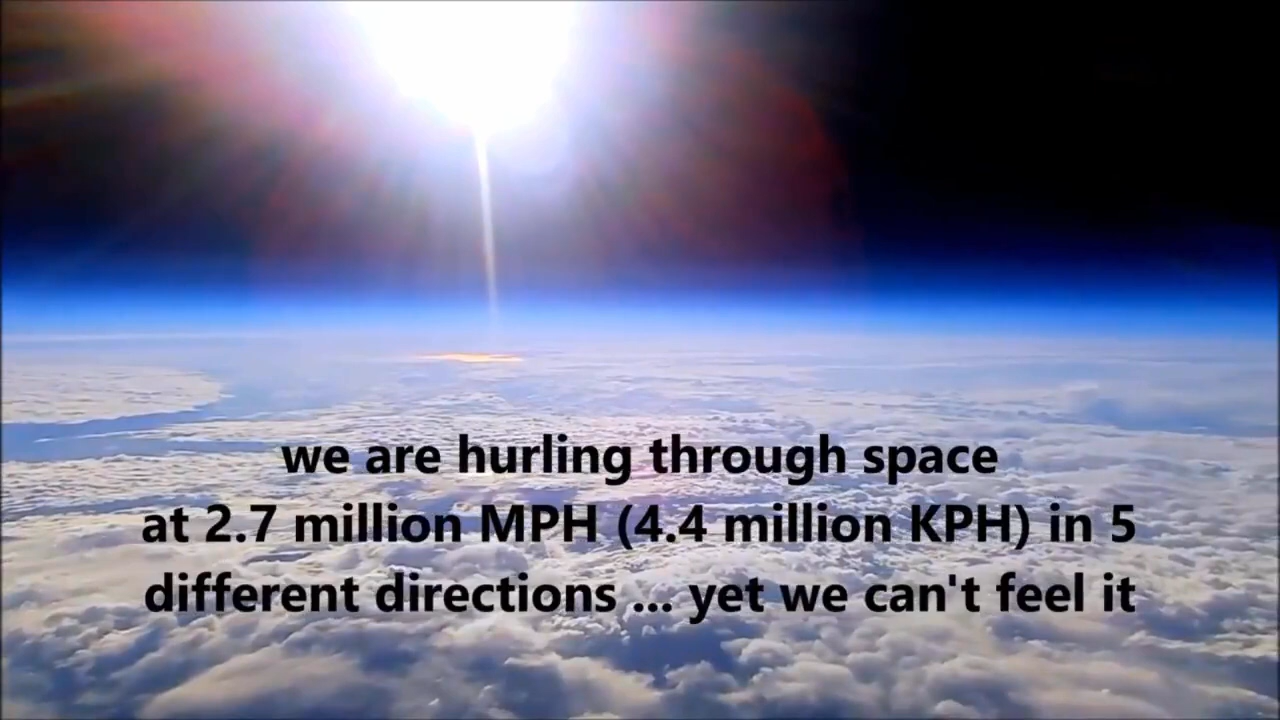 we are hurling through space
at 2.7 million MPH (4.4 million KPH) in 5
different directions ... yet we can't feel it